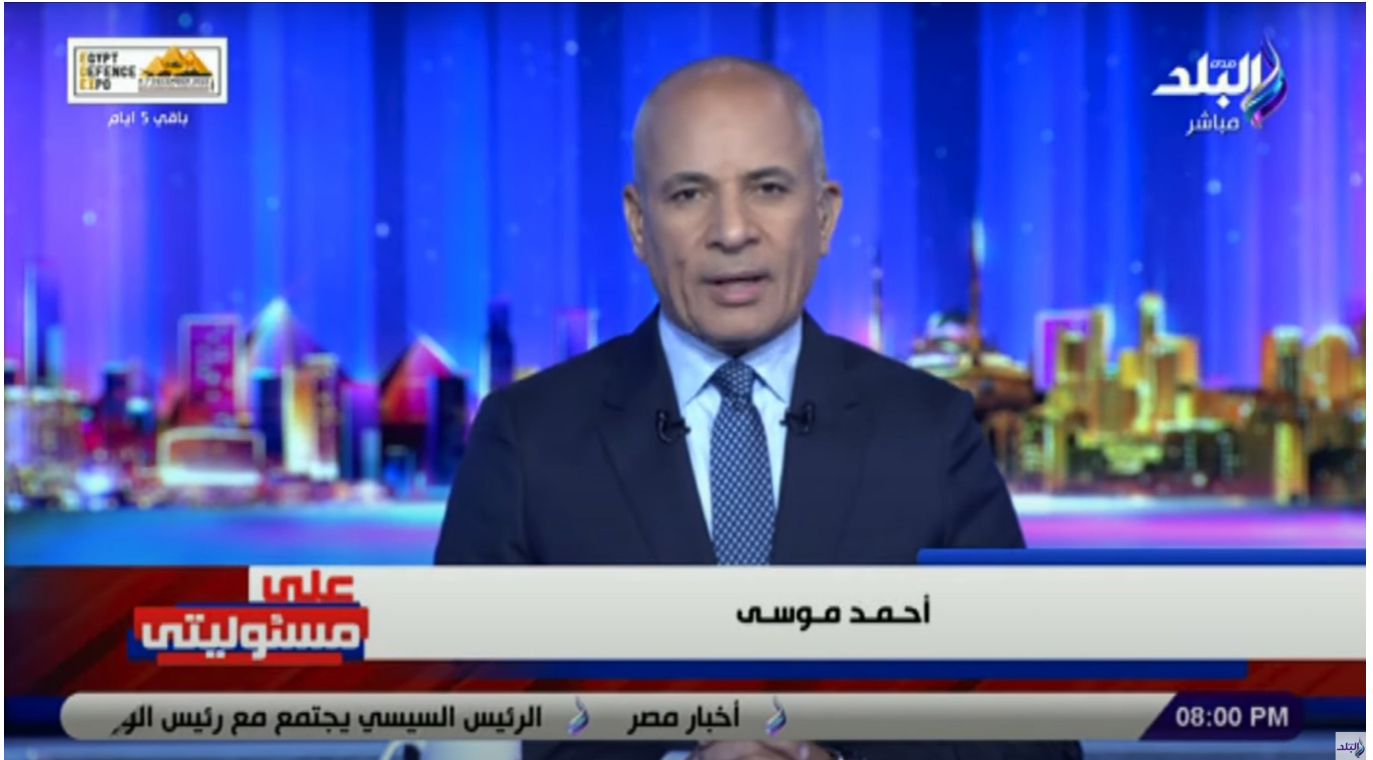 EGYPT
DEFENCE
EXPO
باقي 5 ايام
صدى
البلد
مباشر
أحمد موسى
على
مسئوليتى
أخبار مصر
الرئيس السيسي يجتمع مع رئيس
08:00 PM
البلد